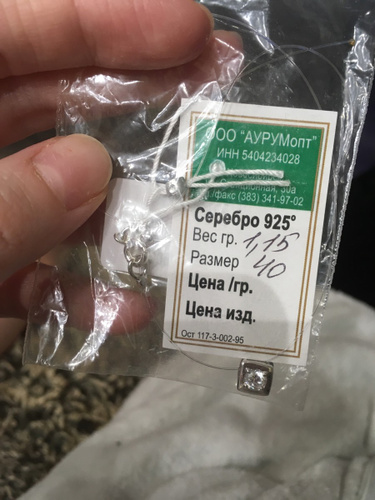 ООО "АУРУМопт"
ИНН 5404234028
30а
/факс (383) 341-97-02
Серебро 925°
Вес гр. 1,15
Размер 40
Цена /гр.
Цена изд.
Ост 117-3-002-95